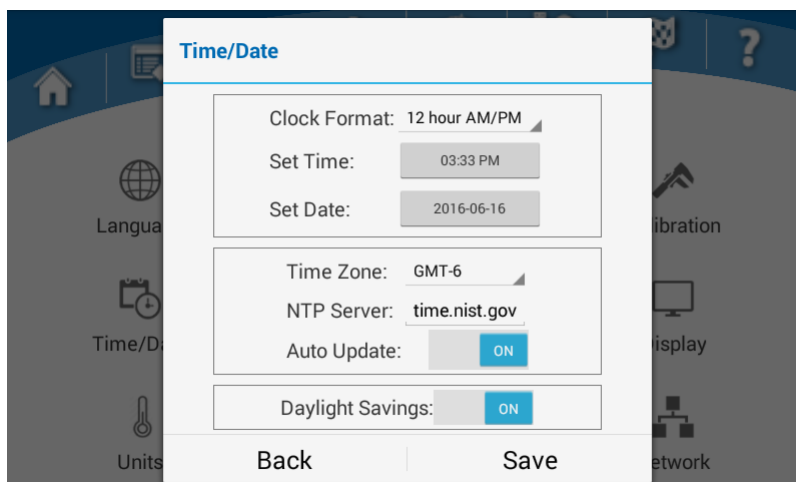 ?
Time/Date
Clock Format: 12 hour AM/PM
Set Time: 03:33 PM
Set Date: 2016-06-16
Time Zone: GMT-6
NTP Server: time.nist.gov
Auto Update: ON
Daylight Savings: ON
Back Save
Langua
ibration
Time/Da
isplay
Units
etwork